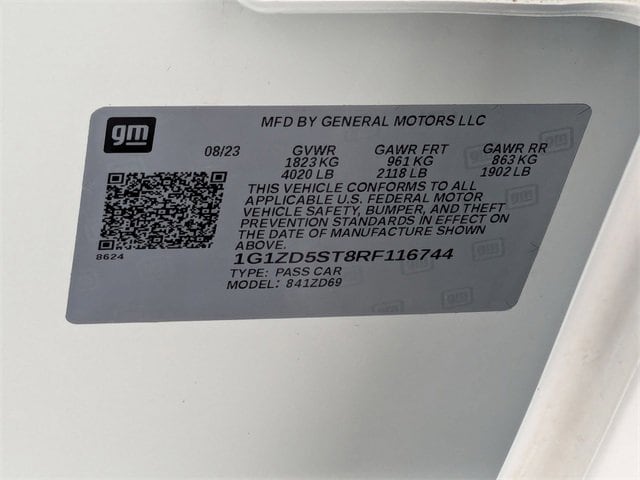 gm
MFD BY GENERAL MOTORS LLC
08/23 GVWR GAWR FRT GAWR RR
1823 KG 961 KG 863 KG
4020 LB 2118 LB 1902 LB
THIS VEHICLE CONFORMS TO ALL
APPLICABLE U.S. FEDERAL MOTOR
VEHICLE SAFETY, BUMPER, AND THEFT
PREVENTION STANDARDS IN EFFECT ON
THE DATE OF MANUFACTURE SHOWN
ABOVE.
8624
1G1ZD5ST8RF116744
TYPE: PASS CAR
MODEL: 841ZD69